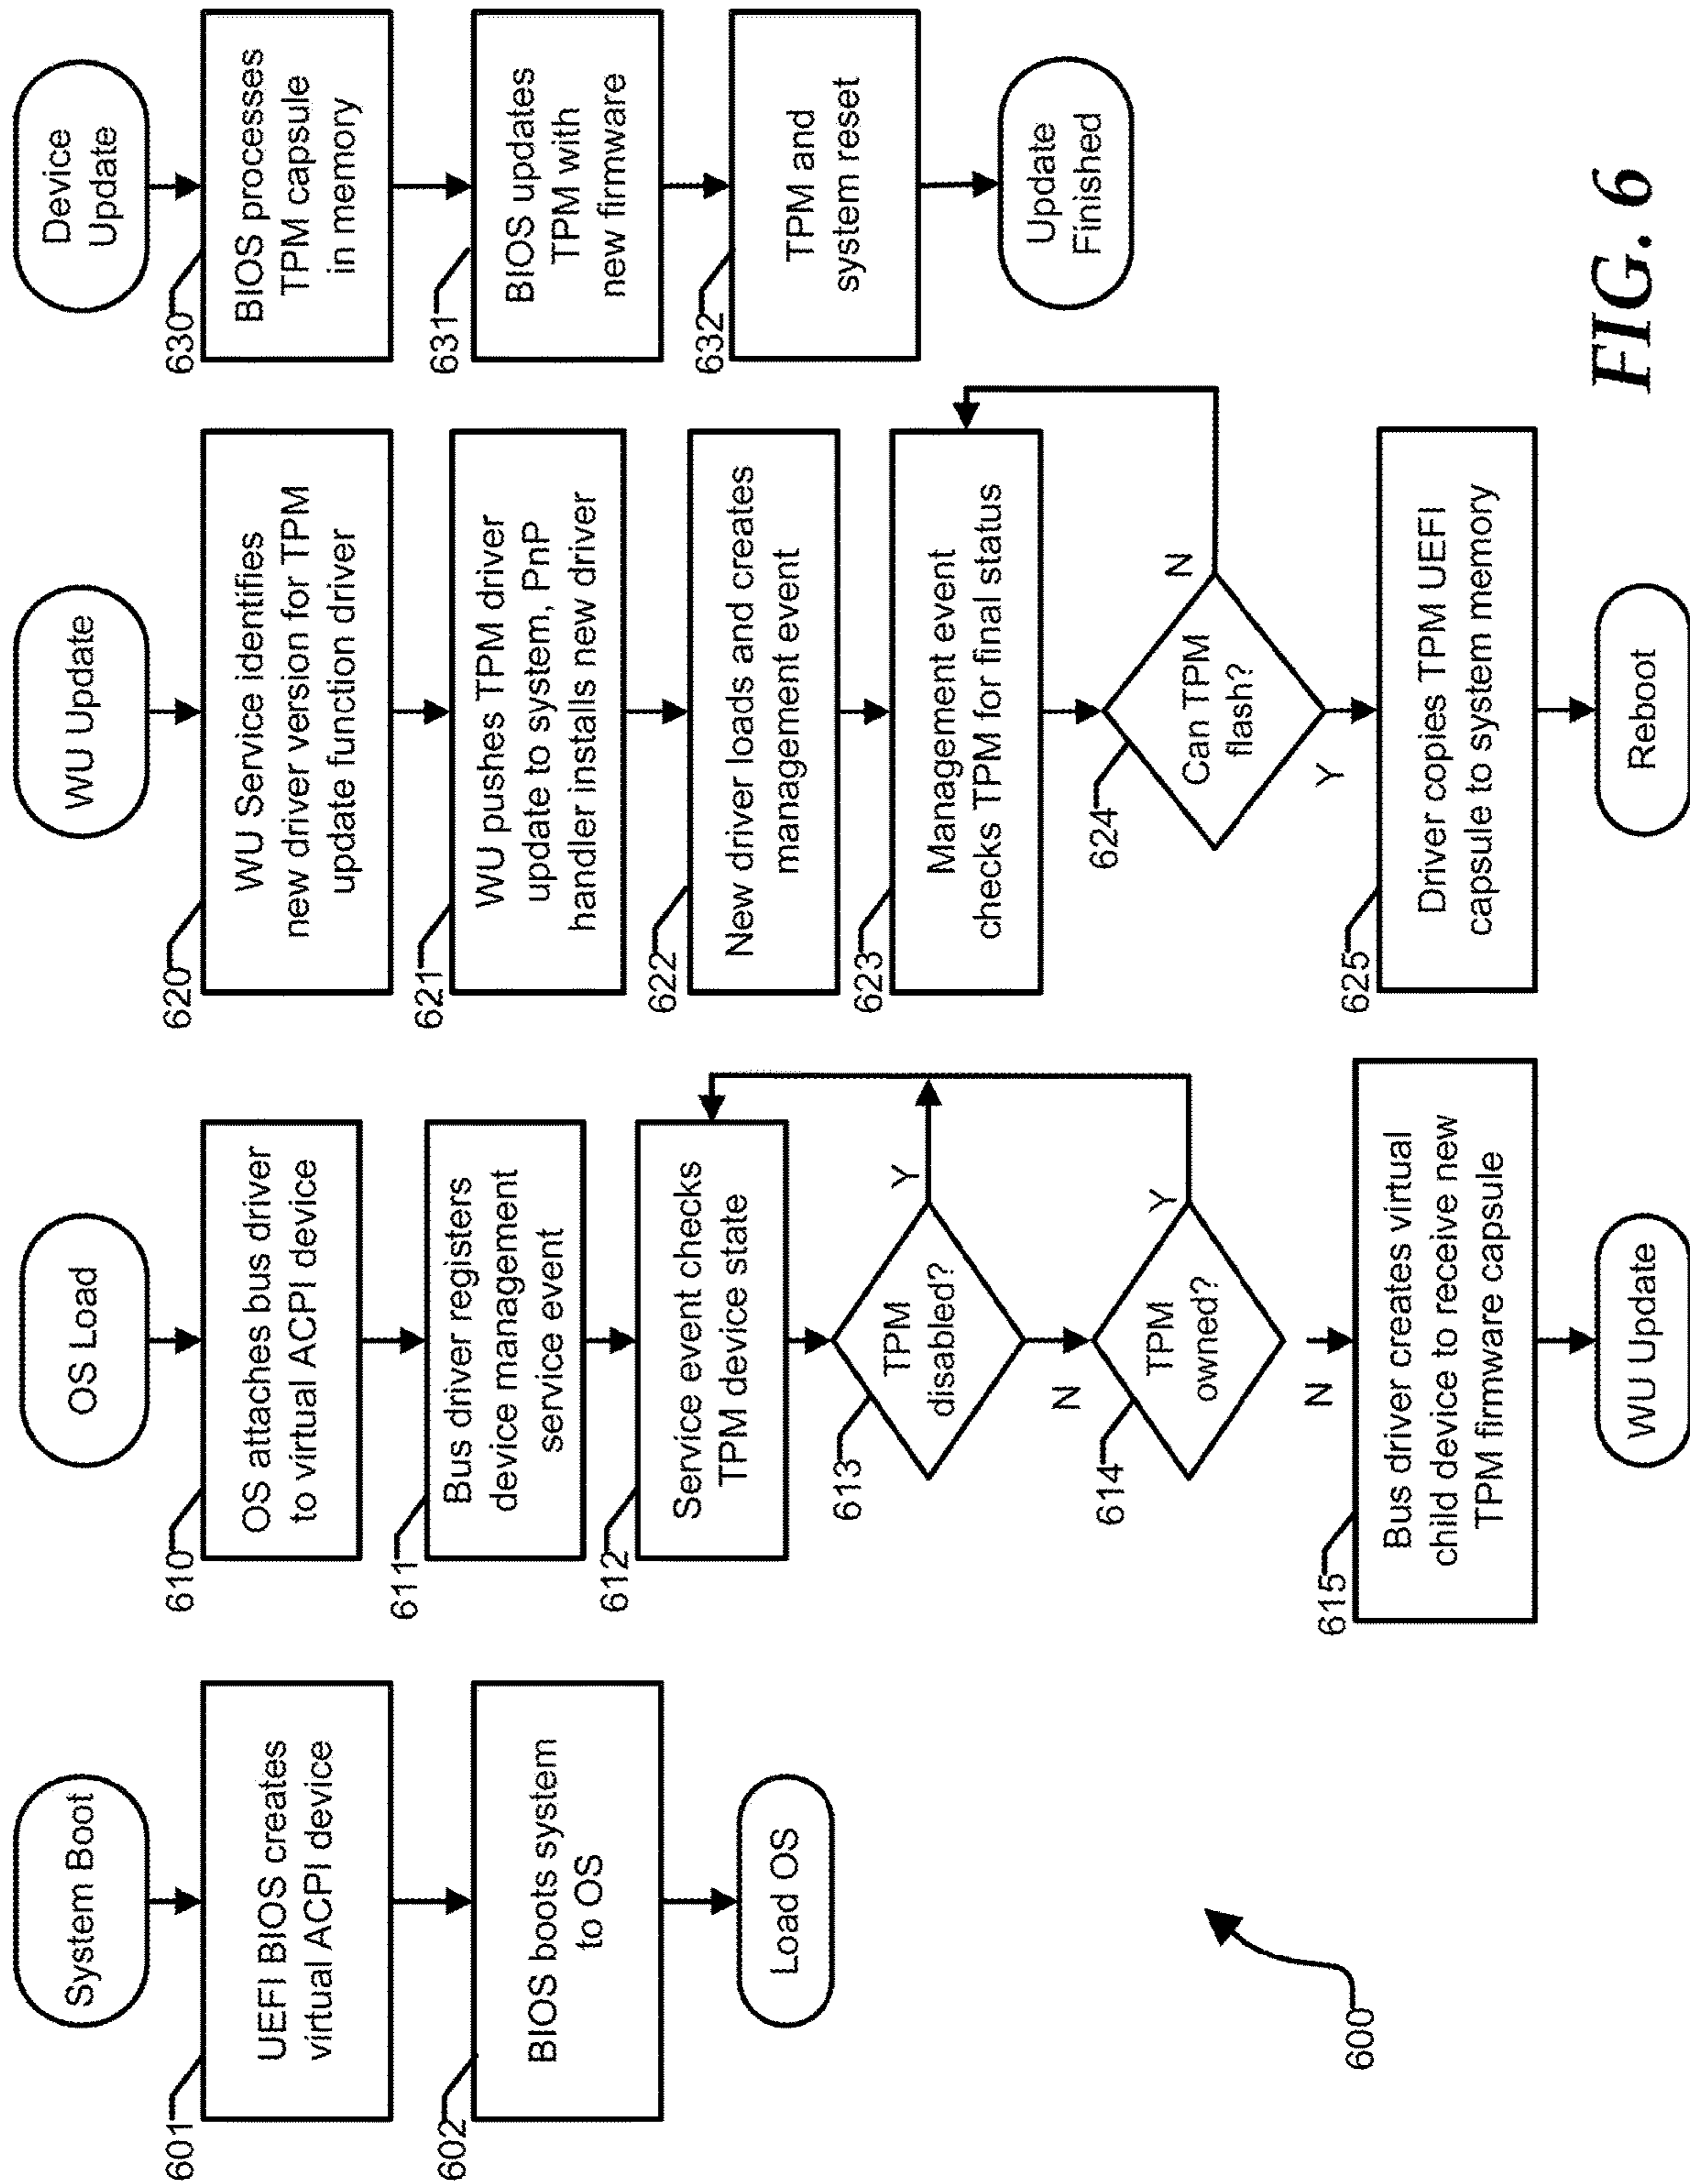 System Boot
601
UEFI BIOS creates
virtual ACPI device
602
BIOS boots system
to OS
Load OS
OS Load
610
OS attaches bus driver
to virtual ACPI device
611
Bus driver registers
device management
service event
612
Service event checks
TPM device state
613
TPM
disabled?
Y
N
614
TPM
owned?
Y
N
615
Bus driver creates virtual
child device to receive new
TPM firmware capsule
WU Update
WU Update
620
WU Service identifies
new driver version for TPM
update function driver
621
WU pushes TPM driver
update to system, PnP
handler installs new driver
622
New driver loads and creates
management event
623
Management event
checks TPM for final status
624
Can TPM
flash?
N
Y
625
Driver copies TPM UEFI
capsule to system memory
Reboot
Device
Update
630
BIOS processes
TPM capsule
in memory
631
BIOS updates
TPM with
new firmware
632
TPM and
system reset
Update
Finished
600
FIG. 6